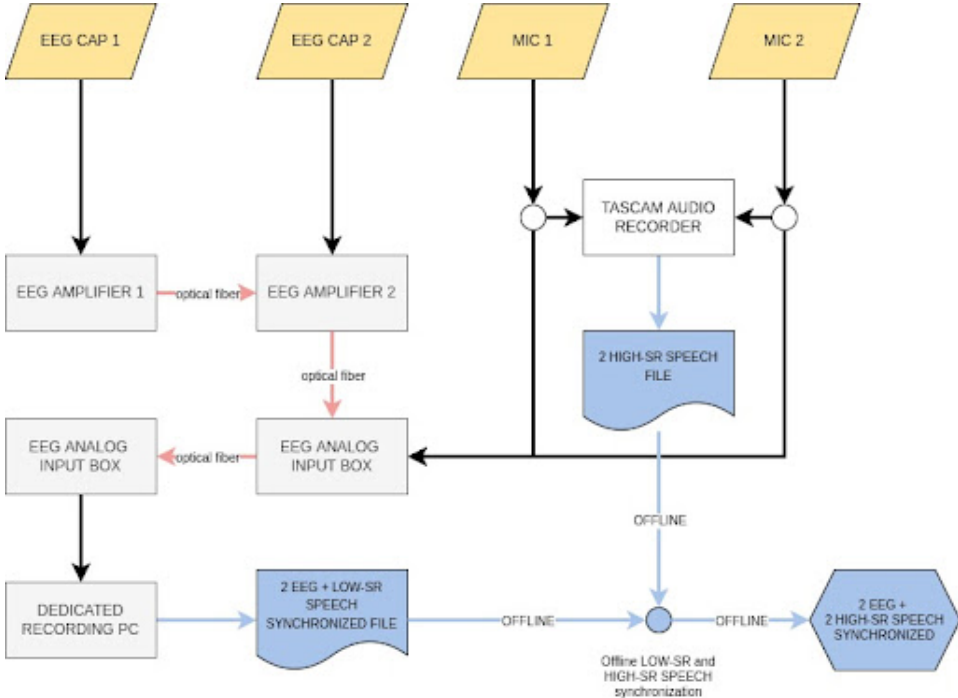 EEG CAP 1
EEG CAP 2
MIC 1
MIC 2
TASCAM AUDIO
RECORDER
EEG AMPLIFIER 1
optical fiber
EEG AMPLIFIER 2
optical fiber
2 HIGH-SR SPEECH
FILE
EEG ANALOG
INPUT BOX
optical fiber
EEG ANALOG
INPUT BOX
OFFLINE
DEDICATED
RECORDING PC
2 EEG + LOW-SR
SPEECH
SYNCHRONIZED FILE
OFFLINE
OFFLINE
2 EEG +
2 HIGH-SR SPEECH
SYNCHRONIZED
Offline LOW-SR and
HIGH-SR SPEECH
synchronization